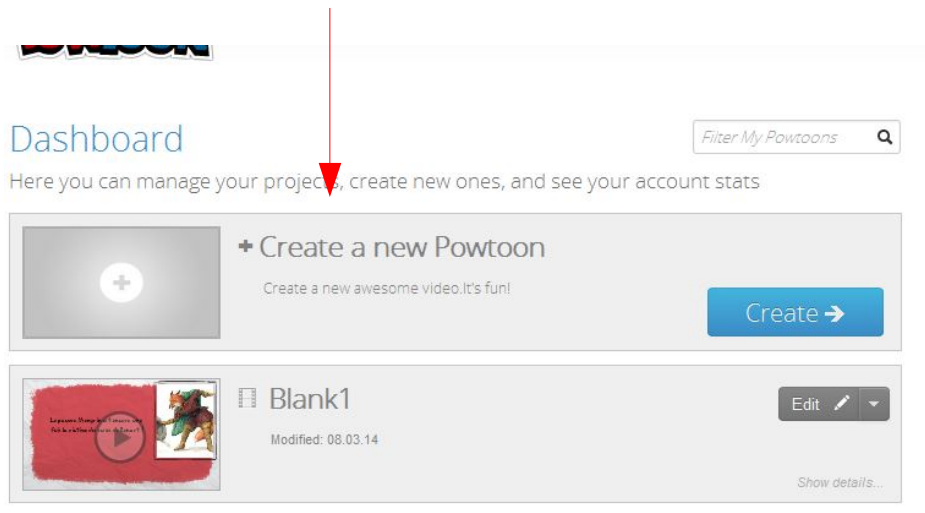 Dashboard
Filter My Powtoons
Here you can manage your projects, create new ones, and see your account stats
+ Create a new Powtoon
Create a new awesome video.It's fun!
Create
Blank1
Edit
Modified: 08.03.14
Show details...